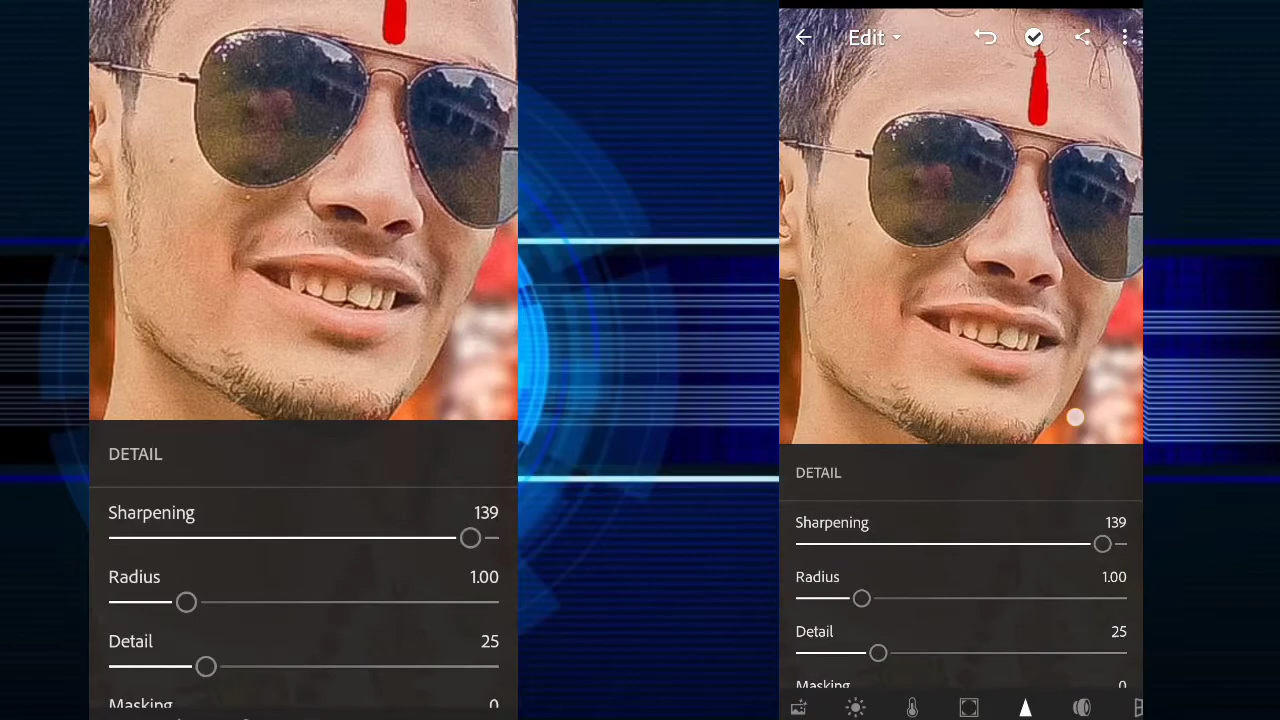 DETAIL
Sharpening 139
Radius 1.00
Detail 25
Masking 0
Edit
DETAIL
Sharpening 139
Radius 1.00
Detail 25
Masking 0